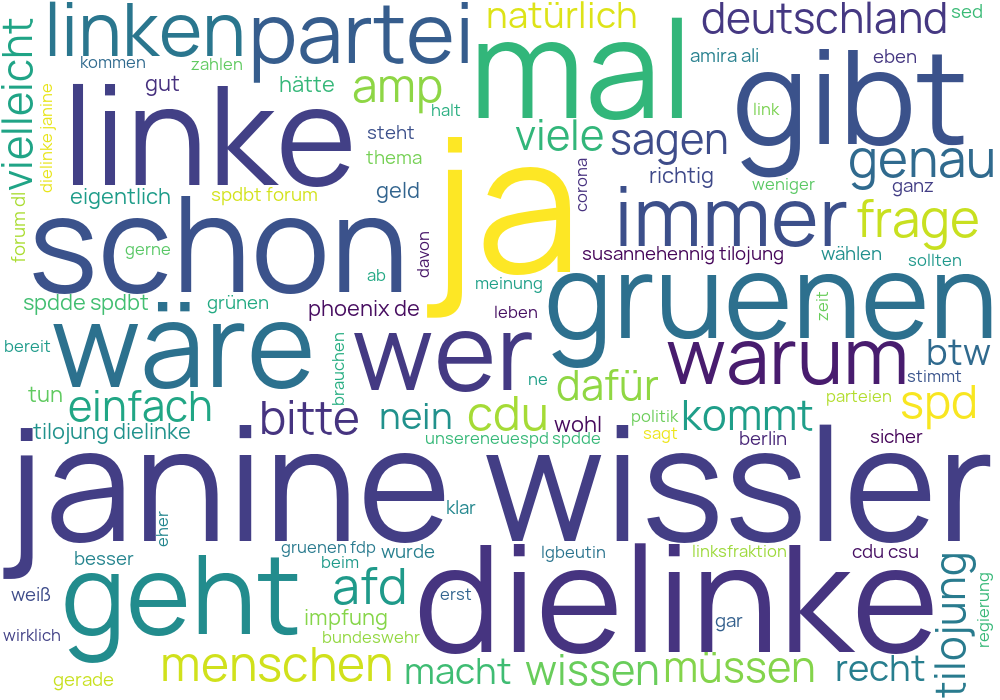 linken
partei
natürlich
deutschland
sed
kommen
zahlen
vielleicht
gut
hätte
amp
mal
amira ali
gibt
eben
link
halt
dielinke janine
linke
steht
thema
viele
sagen
genau
corona
richtig
weniger
ganz
eigentlich
spdbt forum
geld
ja
immer
frage
forum dl
schon
gerne
davon
ab
susannehennig tilojung
wählen
sollten
meinung
spdde spdbt
grünen
phoenix de
leben
gruenen
zeit
bereit
wäre
brauchen
wer
ne
warum
btw
stimmt
tun
einfach
bitte
nein
cdu
dafür
wohl
politik
kommt
parteien
spd
tilojung dielinke
unsereneuespd spdde
sagt
berlin
sicher
janine wissler
klar
eher
besser
gruenen fdp
wurde
beim
lgbeutin
linksfraktion
cdu csu
weiß
geht
afd
erst
dielinke
gar
tilojung
regierung
impfung
bundeswehr
wirklich
gerade
menschen
macht
wissen
müssen
recht